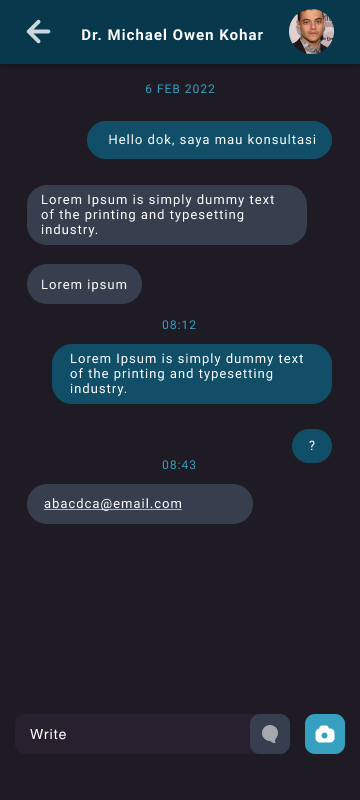 Dr. Michael Owen Kohar
6 FEB 2022
Hello dok, saya mau konsultasi
Lorem Ipsum is simply dummy text
of the printing and typesetting
industry.
Lorem ipsum
08:12
Lorem Ipsum is simply dummy text
of the printing and typesetting
industry.
?
08:43
abacdca@email.com
Write